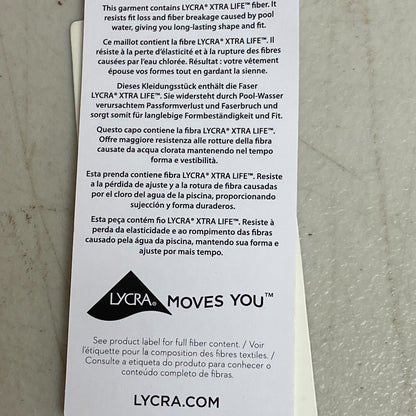 This garment contains LYCRA® XTRA LIFE™ fiber. It
resists fit loss and fiber breakage caused by pool
water, giving you long-lasting shape and fit.
Ce maillot contient la fibre LYCRA® XTRA LIFE™. Il
résiste à la perte d'elasticité et à la rupture des fibres
causées par l'eau chlorée. Résultat : votre vêtement
épouse vos formes tout en gardant la sienne.
Dieses Kleidungsstück enthält die Faser
LYCRA® XTRA LIFE™. Sie widersteht durch Pool-Wasser
verursachtem Passformverlust und Faserbruch und
sorgt somit für langlebige Formbeständigkeit und Fit.
Questo capo contiene la fibra LYCRA® XTRA LIFE™.
Offre maggiore resistenza alle rotture della fibra
causate da acqua clorata mantenendo nel tempo
forma e vestibilità.
Esta prenda contiene fibra LYCRA® XTRA LIFE™. Resiste
a la pérdida de ajuste y a la rotura de fibra causadas
por el cloro del agua de la piscina, proporcionando
sujección y forma duraderos.
Esta peça contém fio LYCRA® XTRA LIFE™. Resiste à
perda da elasticidade e ao rompimento das fibras
causado pela água da piscina, mantendo sua forma e
ajuste por mais tempo.
LYCRA® MOVES YOU™
See product label for full fiber content. / Voir
l'étiquette pour la composition des fibres textiles. /
Consulte a etiqueta do produto para conhecer o
conteúdo completo de fibras.
LYCRA.COM